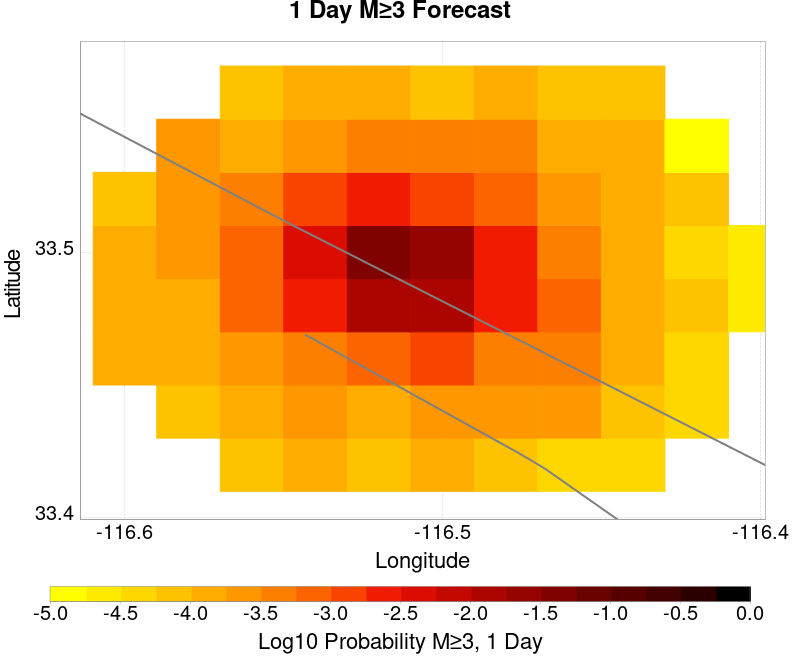 1 Day M≥3 Forecast
Latitude
33.5
33.4
-116.6 -116.5 -116.4
Longitude
-5.0 -4.5 -4.0 -3.5 -3.0 -2.5 -2.0 -1.5 -1.0 -0.5 0.0
Log10 Probability M≥3, 1 Day